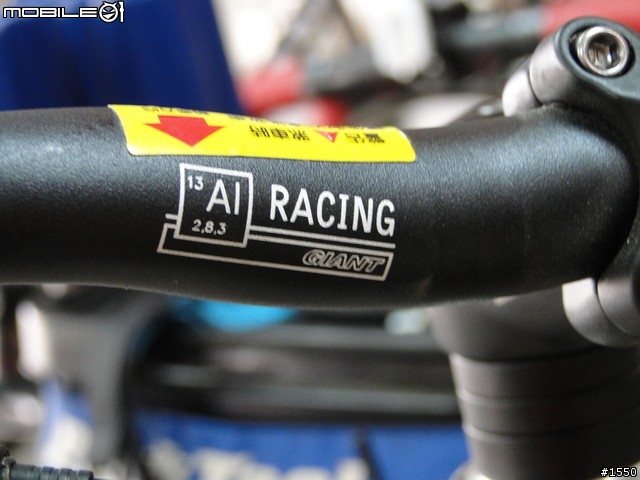 MOBILE01
13
Al RACING
2,8,3
GIANT
#1550